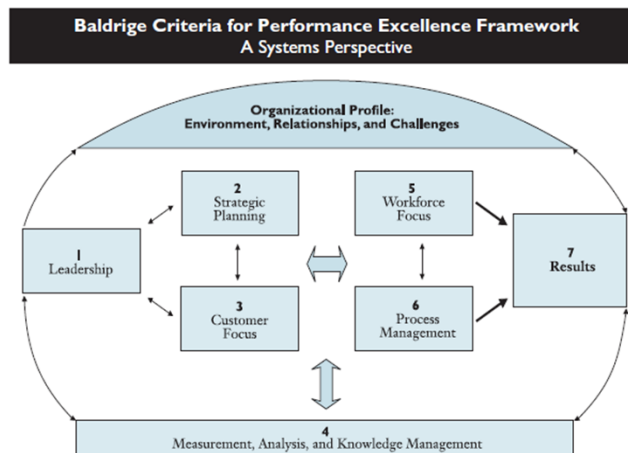 Baldrige Criteria for Performance Excellence Framework
A Systems Perspective
Organizational Profile:
Environment, Relationships, and Challenges
2
Strategic
Planning
5
Workforce
Focus
1
Leadership
7
Results
3
Customer
Focus
6
Process
Management
4
Measurement, Analysis, and Knowledge Management